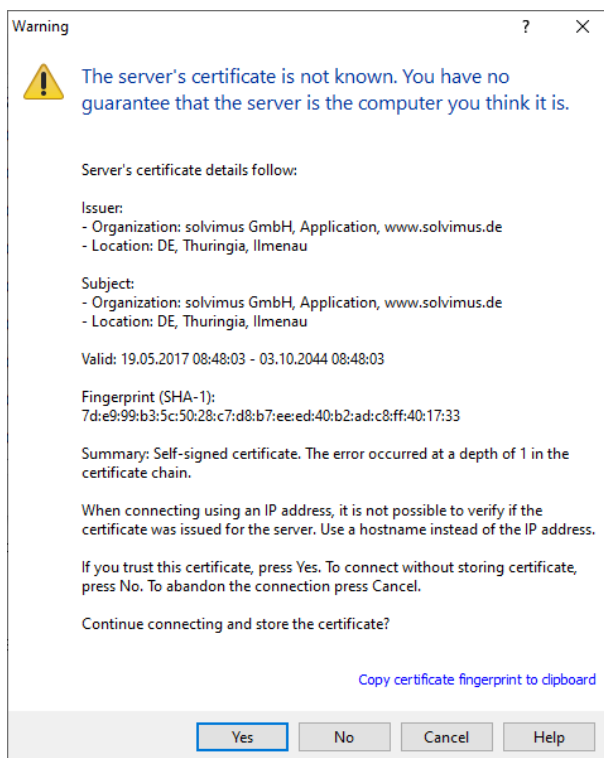 Warning
?
The server's certificate is not known. You have no
guarantee that the server is the computer you think it is.
Server's certificate details follow:
Issuer:
- Organization: solvimus GmbH, Application, www.solvimus.de
- Location: DE, Thuringia, Ilmenau
Subject:
- Organization: solvimus GmbH, Application, www.solvimus.de
- Location: DE, Thuringia, Ilmenau
Valid: 19.05.2017 08:48:03 - 03.10.2044 08:48:03
Fingerprint (SHA-1):
7d:e9:99:b3:5c:50:28:c7:d8:b7:ee:ed:40:b2:ad:c8:ff:40:17:33
Summary: Self-signed certificate. The error occurred at a depth of 1 in the
certificate chain.
When connecting using an IP address, it is not possible to verify if the
certificate was issued for the server. Use a hostname instead of the IP address.
If you trust this certificate, press Yes. To connect without storing certificate,
press No. To abandon the connection press Cancel.
Continue connecting and store the certificate?
Copy certificate fingerprint to clipboard
Yes No Cancel Help